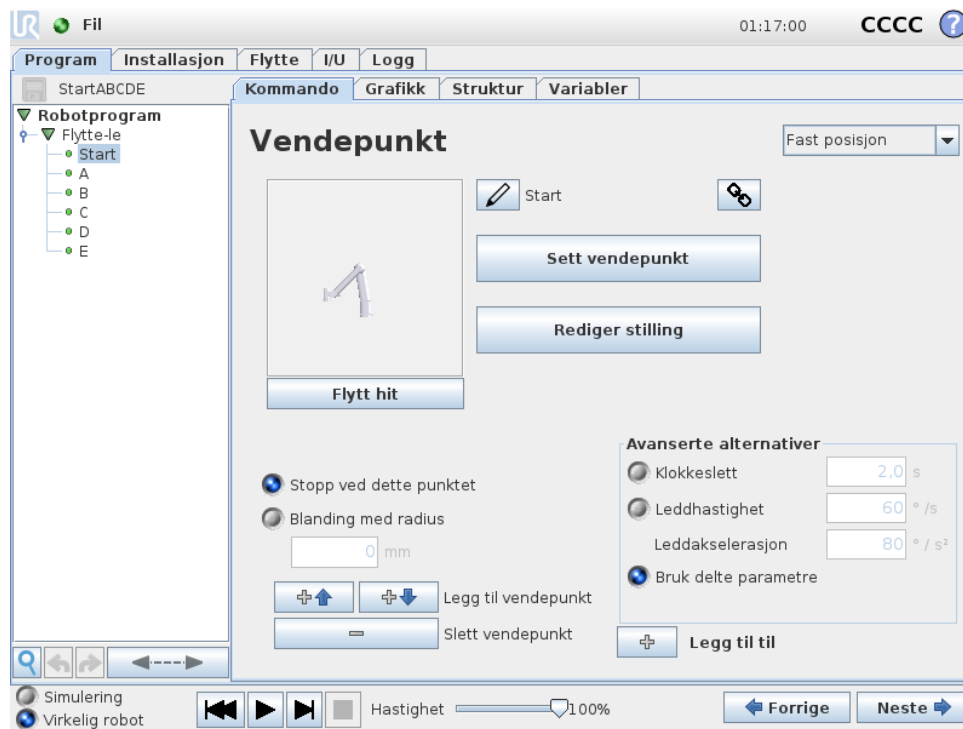 UR Fil 01:17:00 CCCC ?
Program Installasjon Flytte I/U Logg
StartABCDE
Kommando Grafikk Struktur Variabler
Robotprogram
Flytte-le
Start
A
B
C
D
E
Vendepunkt
Fast posisjon
Start
Sett vendepunkt
Rediger stilling
Flytt hit
Stopp ved dette punktet
Blanding med radius
0 mm
Legg til vendepunkt
Slett vendepunkt
Avanserte alternativer
Klokkeslett 2,0 s
Leddhastighet 60 ° /s
Leddakselerasjon 80 ° / s²
Bruk delte parametre
Legg til til
Simulering
Virkelig robot
Hastighet 100%
Forrige Neste